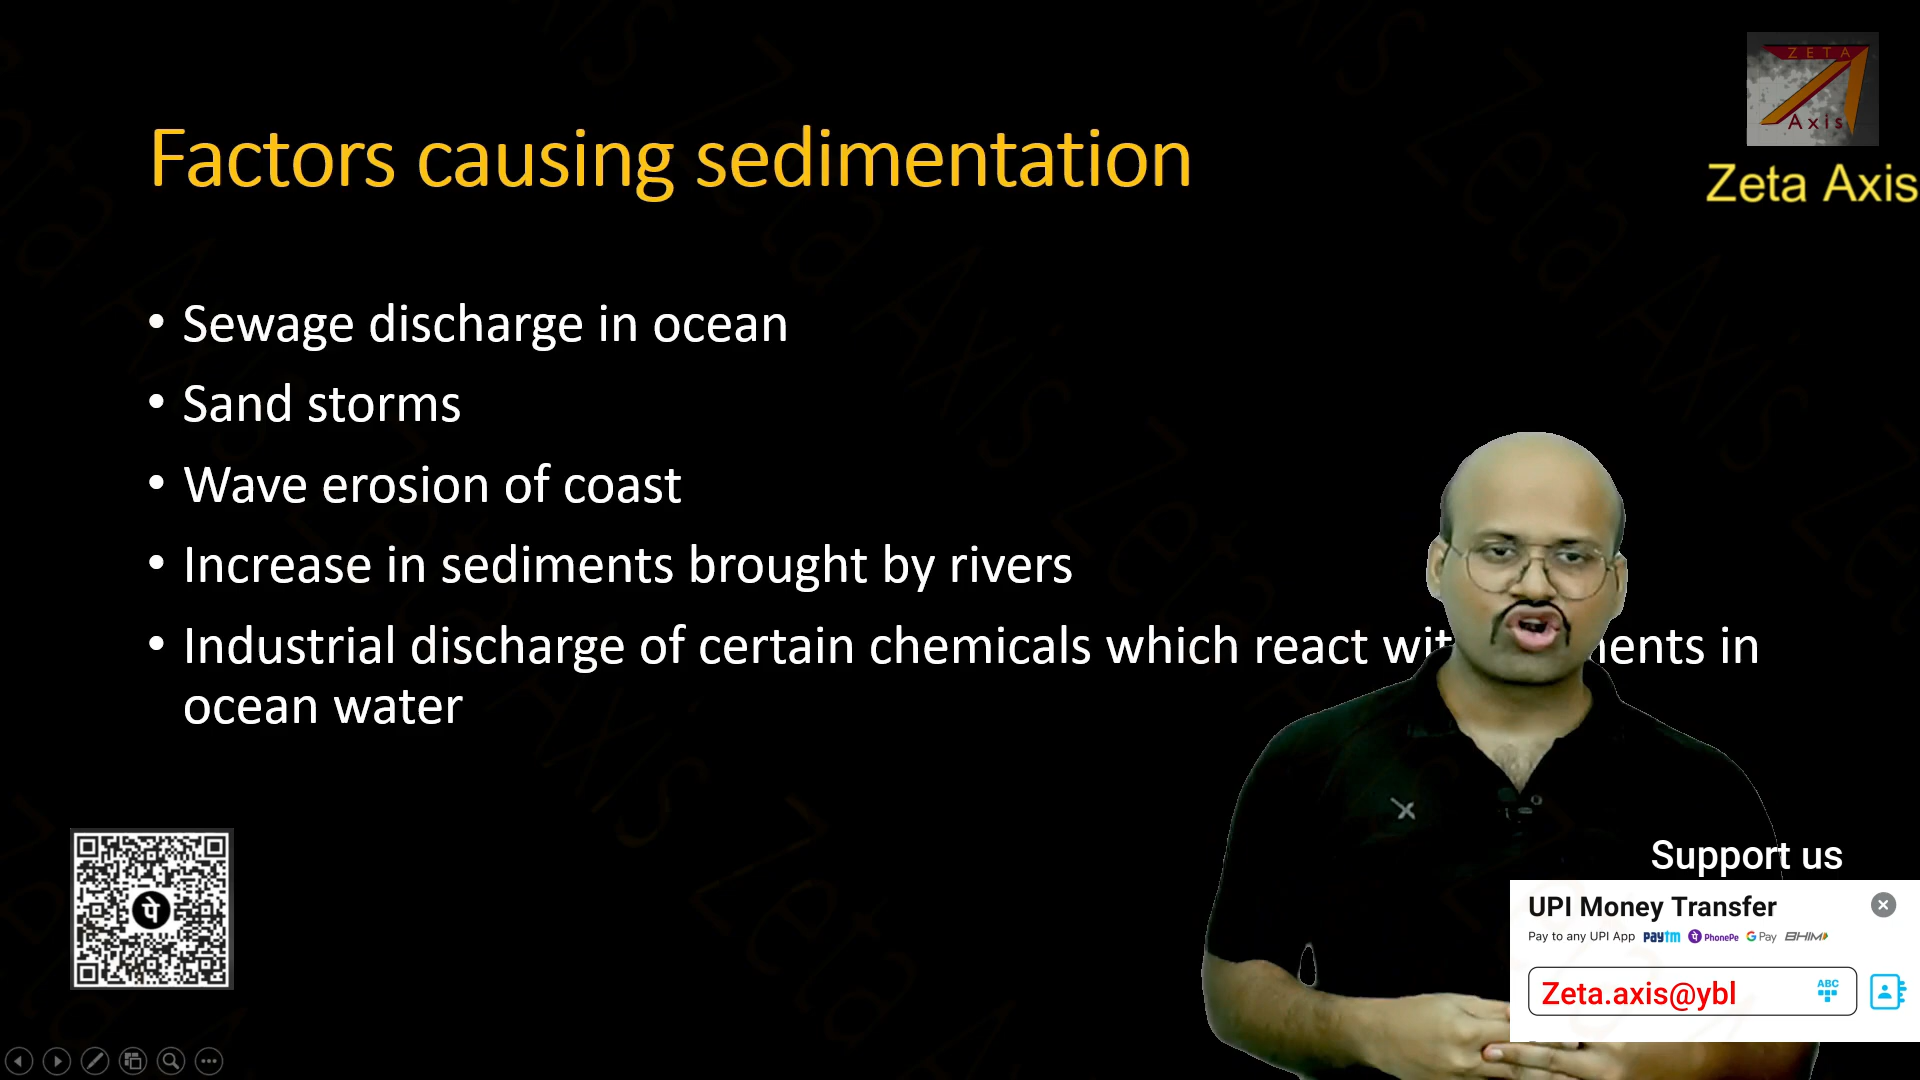 ZETA
Axis
Zeta Axis
Factors causing sedimentation
• Sewage discharge in ocean
• Sand storms
• Wave erosion of coast
• Increase in sediments brought by rivers
• Industrial discharge of certain chemicals which react in
ocean water
पे
Support us
UPI Money Transfer
Pay to any UPI App paytm PhonePe G Pay BHIM
Zeta.axis@ybl
ABC